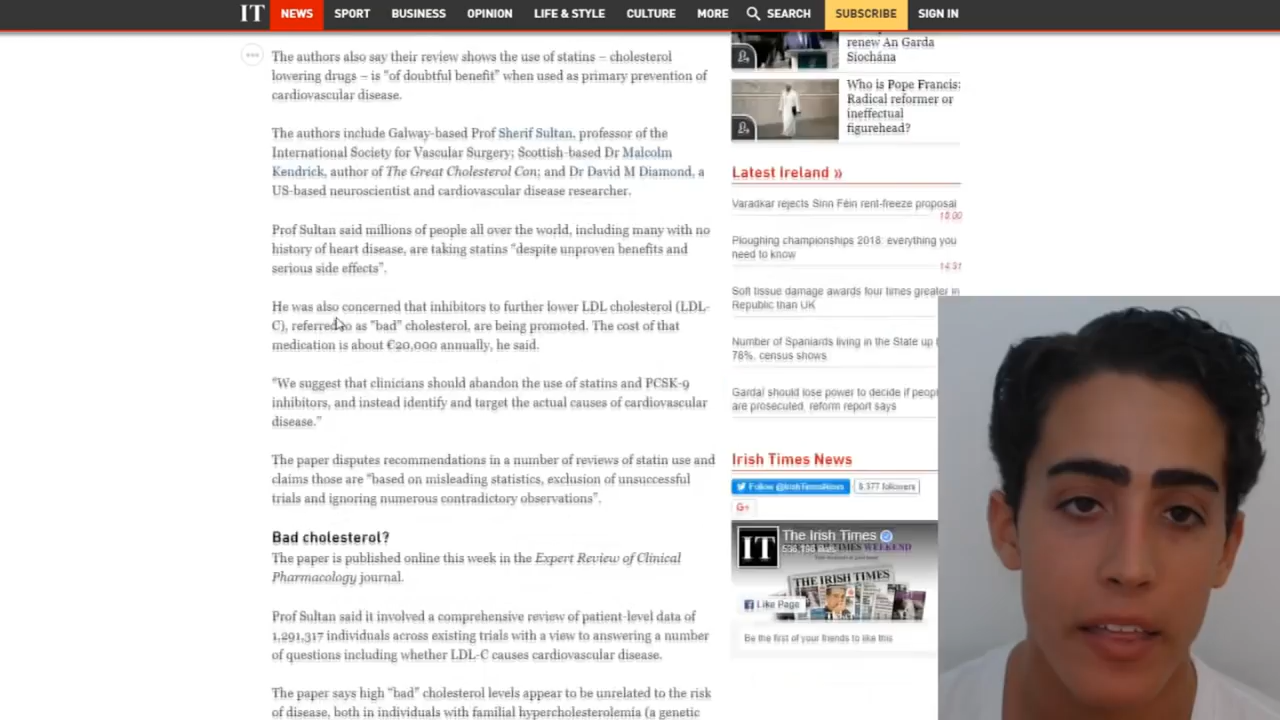 IT NEWS SPORT BUSINESS OPINION LIFE & STYLE CULTURE MORE SEARCH SUBSCRIBE SIGN IN
The authors also say their review shows the use of statins – cholesterol
lowering drugs – is "of doubtful benefit" when used as primary prevention of
cardiovascular disease.
The authors include Galway-based Prof Sherif Sultan, professor of the
International Society for Vascular Surgery; Scottish-based Dr Malcolm
Kendrick, author of The Great Cholesterol Con; and Dr David M Diamond, a
US-based neuroscientist and cardiovascular disease researcher.
Prof Sultan said millions of people all over the world, including many with no
history of heart disease, are taking statins "despite unproven benefits and
serious side effects".
He was also concerned that inhibitors to further lower LDL cholesterol (LDL-
C), referred to as "bad" cholesterol, are being promoted. The cost of that
medication is about €20,000 annually, he said.
"We suggest that clinicians should abandon the use of statins and PCSK-9
inhibitors, and instead identify and target the actual causes of cardiovascular
disease."
The paper disputes recommendations in a number of reviews of statin use and
claims those are "based on misleading statistics, exclusion of unsuccessful
trials and ignoring numerous contradictory observations".
Bad cholesterol?
The paper is published online this week in the Expert Review of Clinical
Pharmacology journal.
Prof Sultan said it involved a comprehensive review of patient-level data of
1,291,317 individuals across existing trials with a view to answering a number
of questions including whether LDL-C causes cardiovascular disease.
The paper says high "bad" cholesterol levels appear to be unrelated to the risk
of disease, both in individuals with familial hypercholesterolemia (a genetic
renew An Garda
Síochána
Who is Pope Francis:
Radical reformer or
ineffectual
figurehead?
Latest Ireland »
Varadkar rejects Sinn Féin rent-freeze proposal
Ploughing championships 2018: everything you
need to know
14:31
Soft tissue damage awards four times greater in
Republic than UK
Number of Spaniards living in the State up
78%, census shows
Gardaí should lose power to decide if peop
are prosecuted, reform report says
Irish Times News
Follow @IrishTimesNews
6,377 followers
G+
IT The Irish Times
TIMES WEEKEND
THE IRISH TIMES
Like Page
Be the first of your friends to like this